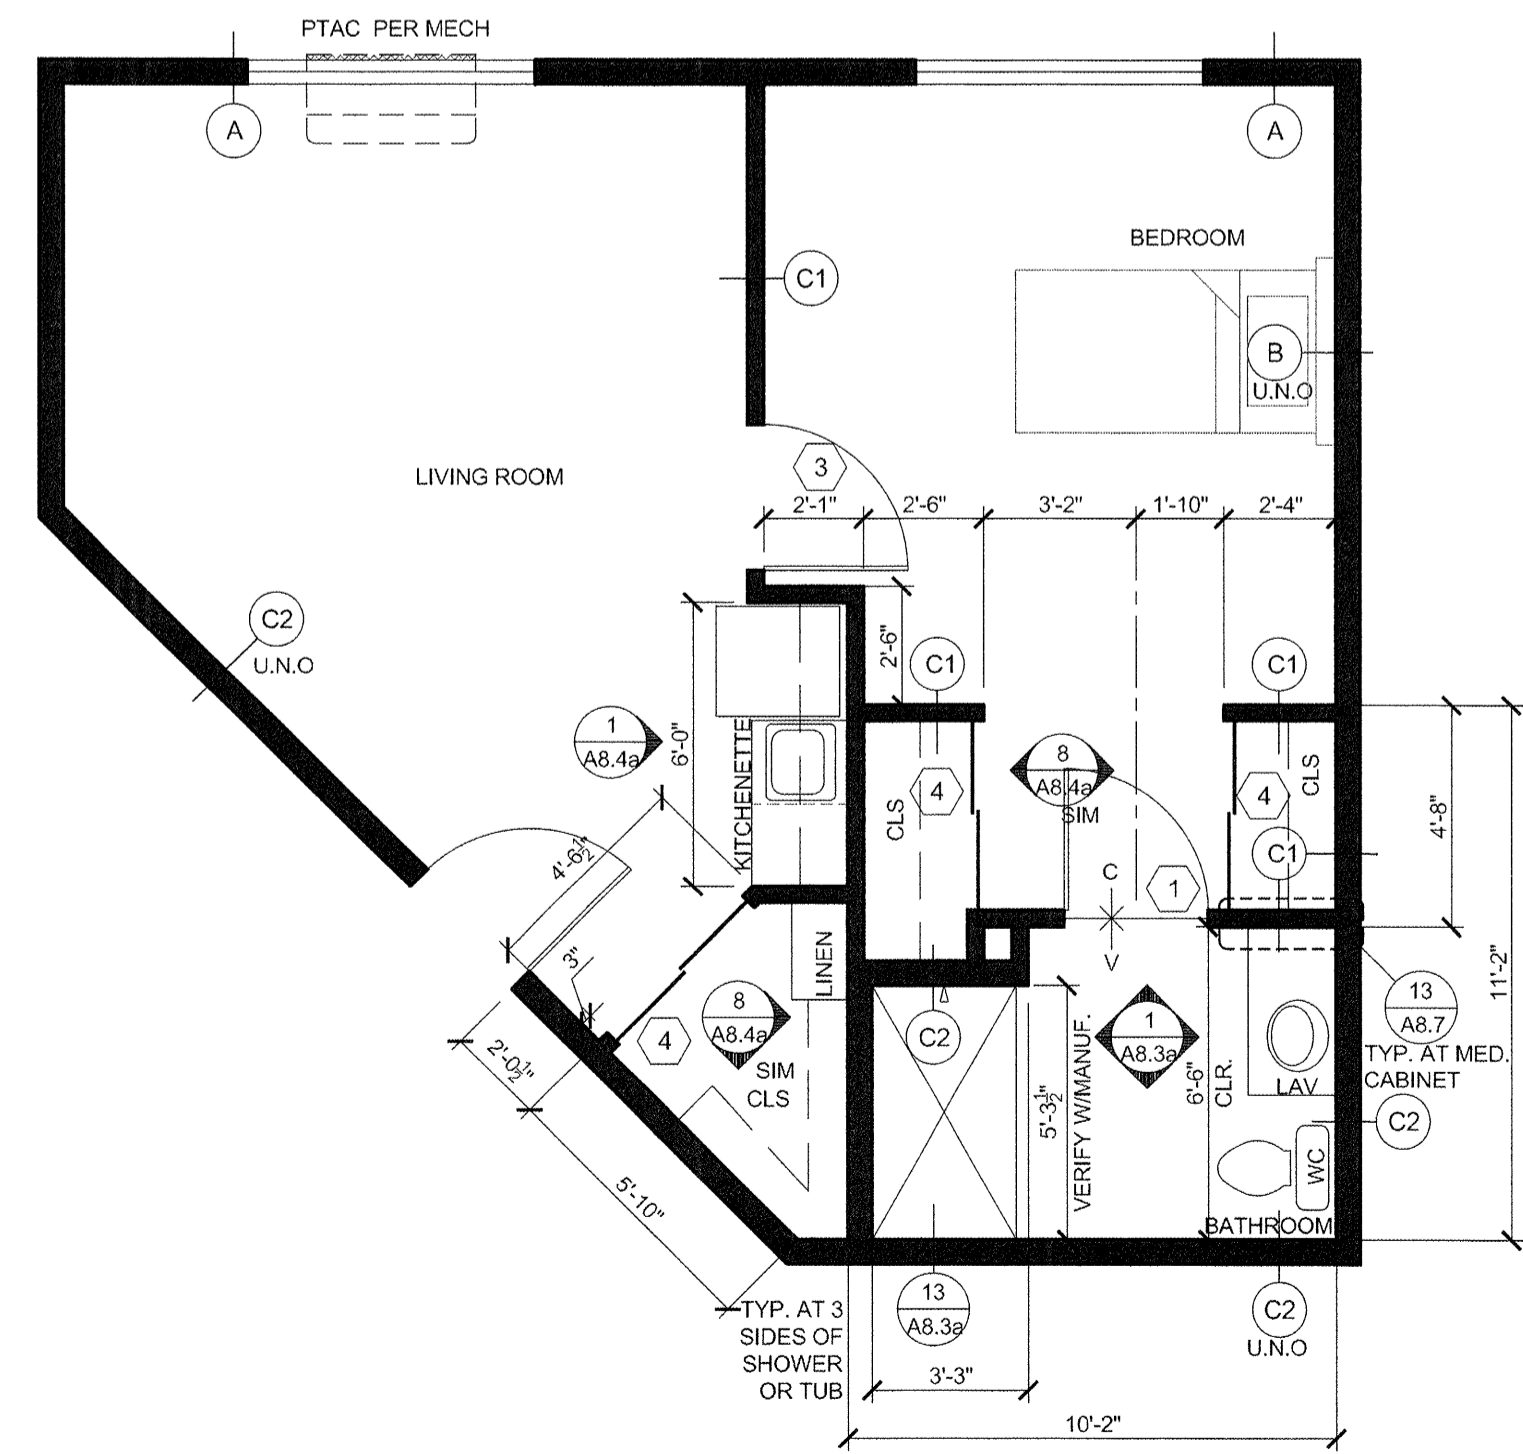 PTAC PER MECH
A
A
BEDROOM
C1
B
U.N.O
LIVING ROOM
3
2'-1"
2'-6"
3'-2"
1'-10"
2'-4"
C2
U.N.O
2'-6"
C1
C1
1
A8.4a
6'-0"
KITCHENETTE
8
A8.4a
SIM
CLS
4
4
CLS
4'-8"
4'-6½"
C1
C
1
V
3"
LINEN
8
A8.4a
SIM
CLS
4
C2
1
A8.3a
5'-3½"
VERIFY W/MANUF.
6'-6"
CLR.
LAV
13
A8.7
TYP. AT MED.
CABINET
11'-2"
C2
WC
BATHROOM
2'-0½"
5'-10"
TYP. AT 3
SIDES OF
SHOWER
OR TUB
13
A8.3a
C2
U.N.O
3'-3"
10'-2"